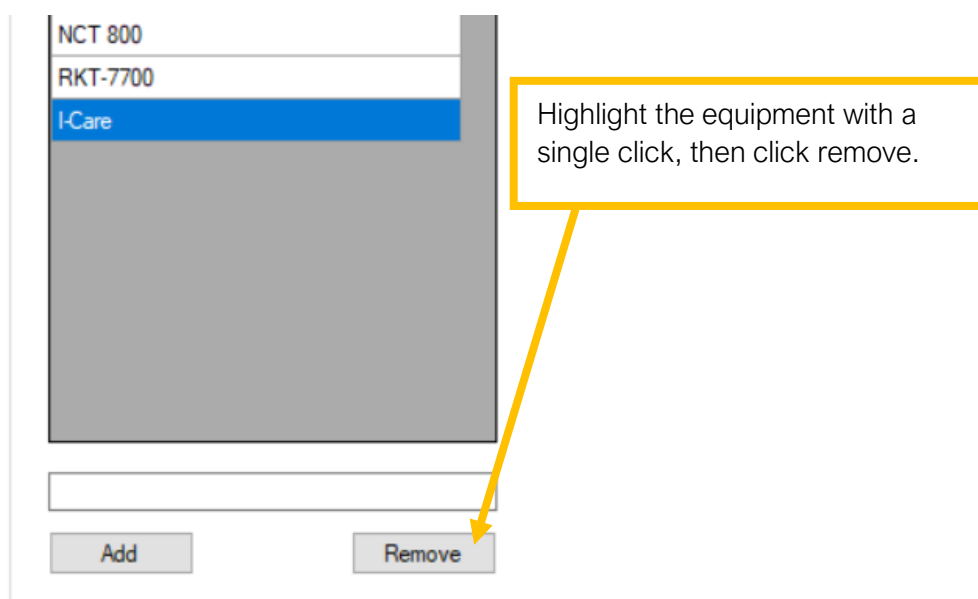 NCT 800
RKT-7700
I-Care
Highlight the equipment with a
single click, then click remove.
Add
Remove